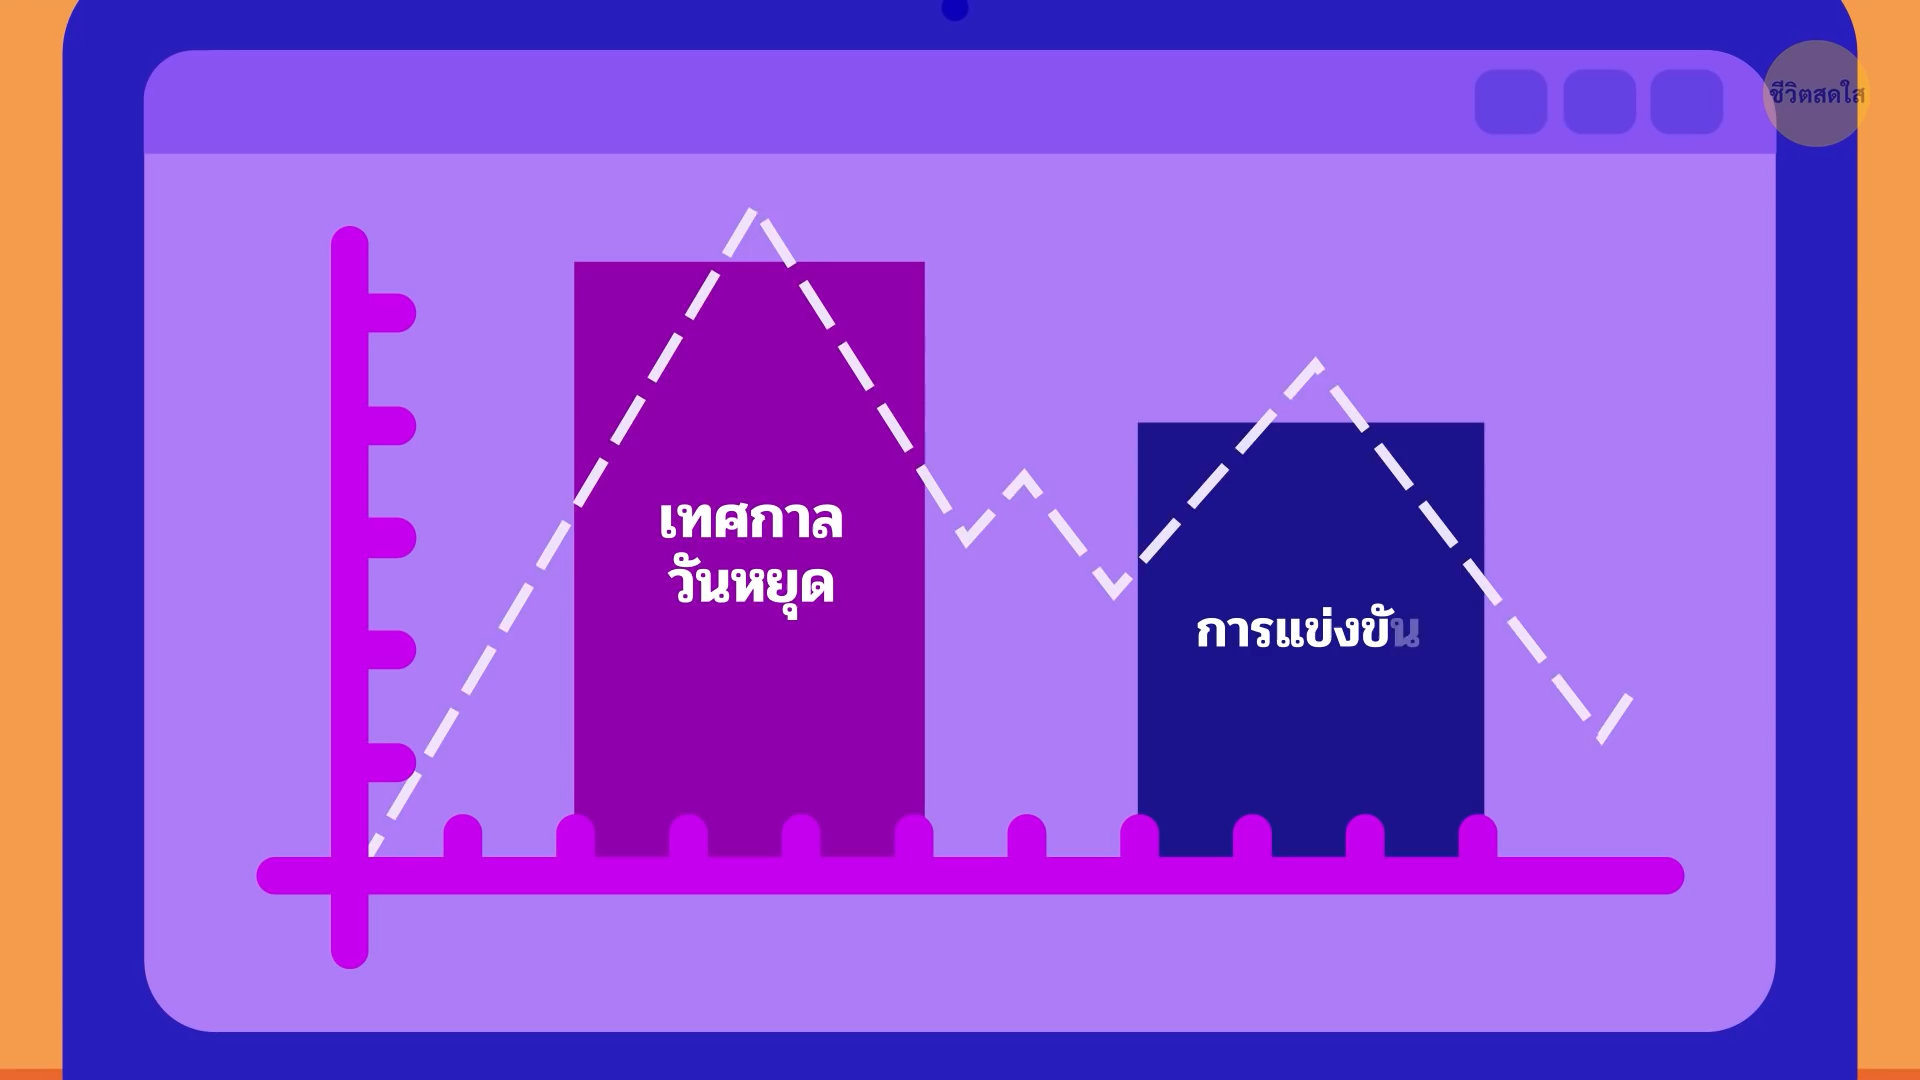 ชีวิตสดใส
เทศกาล
วันหยุด
การแข่งขัน